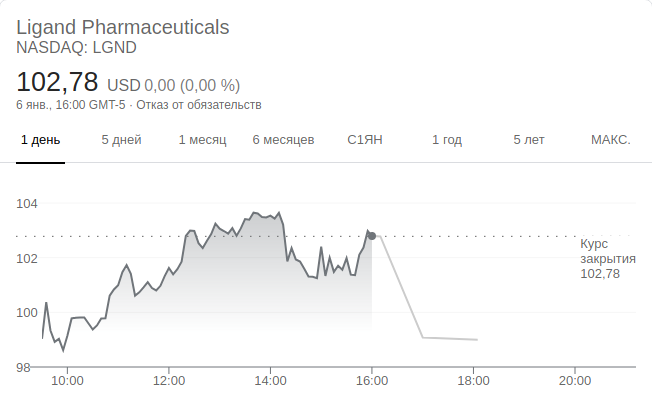 Ligand Pharmaceuticals
NASDAQ: LGND
102,78 USD 0,00 (0,00 %)
6 янв., 16:00 GMT-5 · Отказ от обязательств
1 день 5 дней 1 месяц 6 месяцев С1ЯН 1 год 5 лет МАКС.
104
102
100
98
Курс
закрытия
102,78
10:00 12:00 14:00 16:00 18:00 20:00